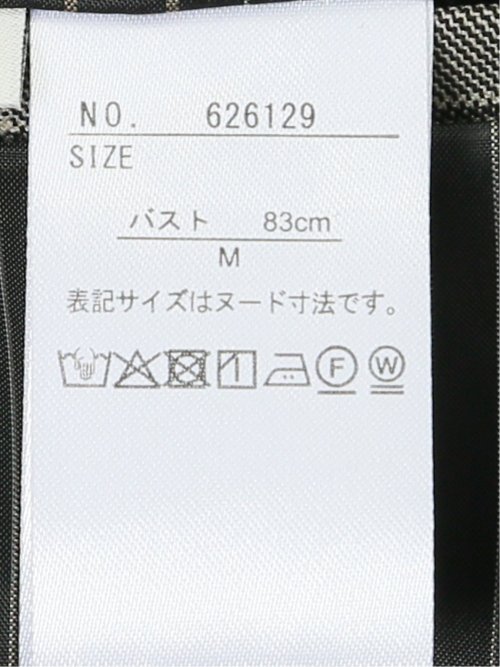 NO. 626129
SIZE
バスト 83cm
M
表記サイズはヌード寸法です。
F W